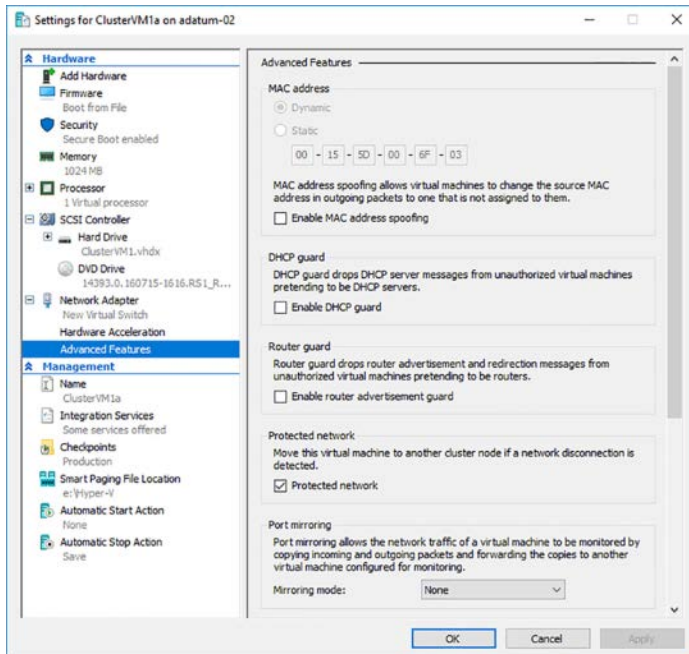 Settings for ClusterVM1a on adatum-02
Hardware
Add Hardware
Firmware
Boot from File
Security
Secure Boot enabled
Memory
1024 MB
Processor
1 Virtual processor
SCSI Controller
Hard Drive
ClusterVM1.vhdx
DVD Drive
14393.0.160715-1616.RS1_R...
Network Adapter
New Virtual Switch
Hardware Acceleration
Advanced Features
Management
Name
ClusterVM1a
Integration Services
Some services offered
Checkpoints
Production
Smart Paging File Location
e:\Hyper-V
Automatic Start Action
None
Automatic Stop Action
Save
Advanced Features
MAC address
Dynamic
Static
00 - 15 - 5D - 00 - 6F - 03
MAC address spoofing allows virtual machines to change the source MAC
address in outgoing packets to one that is not assigned to them.
Enable MAC address spoofing
DHCP guard
DHCP guard drops DHCP server messages from unauthorized virtual machines
pretending to be DHCP servers.
Enable DHCP guard
Router guard
Router guard drops router advertisement and redirection messages from
unauthorized virtual machines pretending to be routers.
Enable router advertisement guard
Protected network
Move this virtual machine to another cluster node if a network disconnection is
detected.
Protected network
Port mirroring
Port mirroring allows the network traffic of a virtual machine to be monitored by
copying incoming and outgoing packets and forwarding the copies to another
virtual machine configured for monitoring.
Mirroring mode: None
OK Cancel Apply